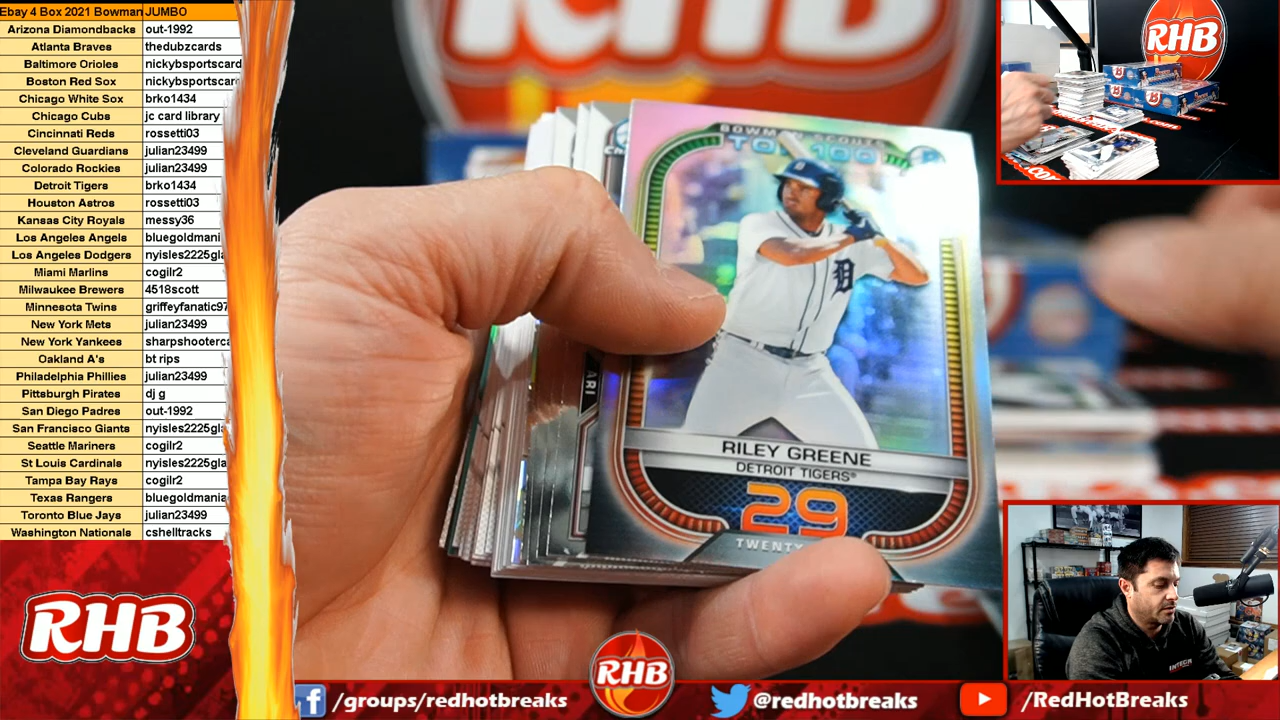 Ebay 4 Box 2021 Bowman JUMBO
Arizona Diamondbacks out-1992
Atlanta Braves thedubzcards
Baltimore Orioles nickybsportscard
Boston Red Sox nickybsportscard
Chicago White Sox brko1434
Chicago Cubs jc card library
Cincinnati Reds rossetti03
Cleveland Guardians julian23499
Colorado Rockies julian23499
Detroit Tigers brko1434
Houston Astros rossetti03
Kansas City Royals messy36
Los Angeles Angels bluegoldmani
Los Angeles Dodgers nyisles2225gla
Miami Marlins cogilr2
Milwaukee Brewers 4518scott
Minnesota Twins griffeyfanatic97
New York Mets julian23499
New York Yankees sharpshooterca
Oakland A's bt rips
Philadelphia Phillies julian23499
Pittsburgh Pirates dj g
San Diego Padres out-1992
San Francisco Giants nyisles2225gla
Seattle Mariners cogilr2
St Louis Cardinals nyisles2225gla
Tampa Bay Rays cogilr2
Texas Rangers bluegoldmania
Toronto Blue Jays julian23499
Washington Nationals cshelltracks
RHB
RHB
BOWMAN SCOUTS
TOP 100
D
ARI
RILEY GREENE
DETROIT TIGERS
29
TWENTY
RHB
RHB
/groups/redhotbreaks
@redhotbreaks
/RedHotBreaks